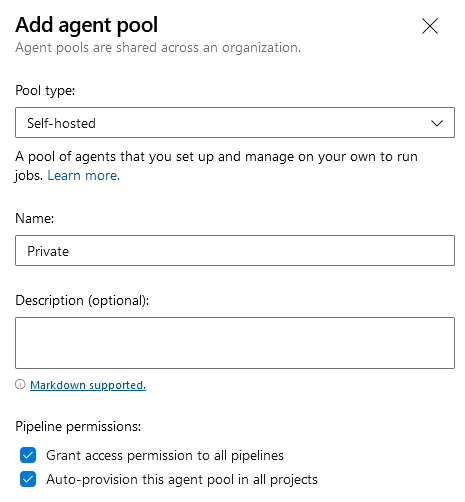 Add agent pool
Agent pools are shared across an organization.
Pool type:
Self-hosted
A pool of agents that you set up and manage on your own to run
jobs. Learn more.
Name:
Private
Description (optional):
Markdown supported.
Pipeline permissions:
Grant access permission to all pipelines
Auto-provision this agent pool in all projects